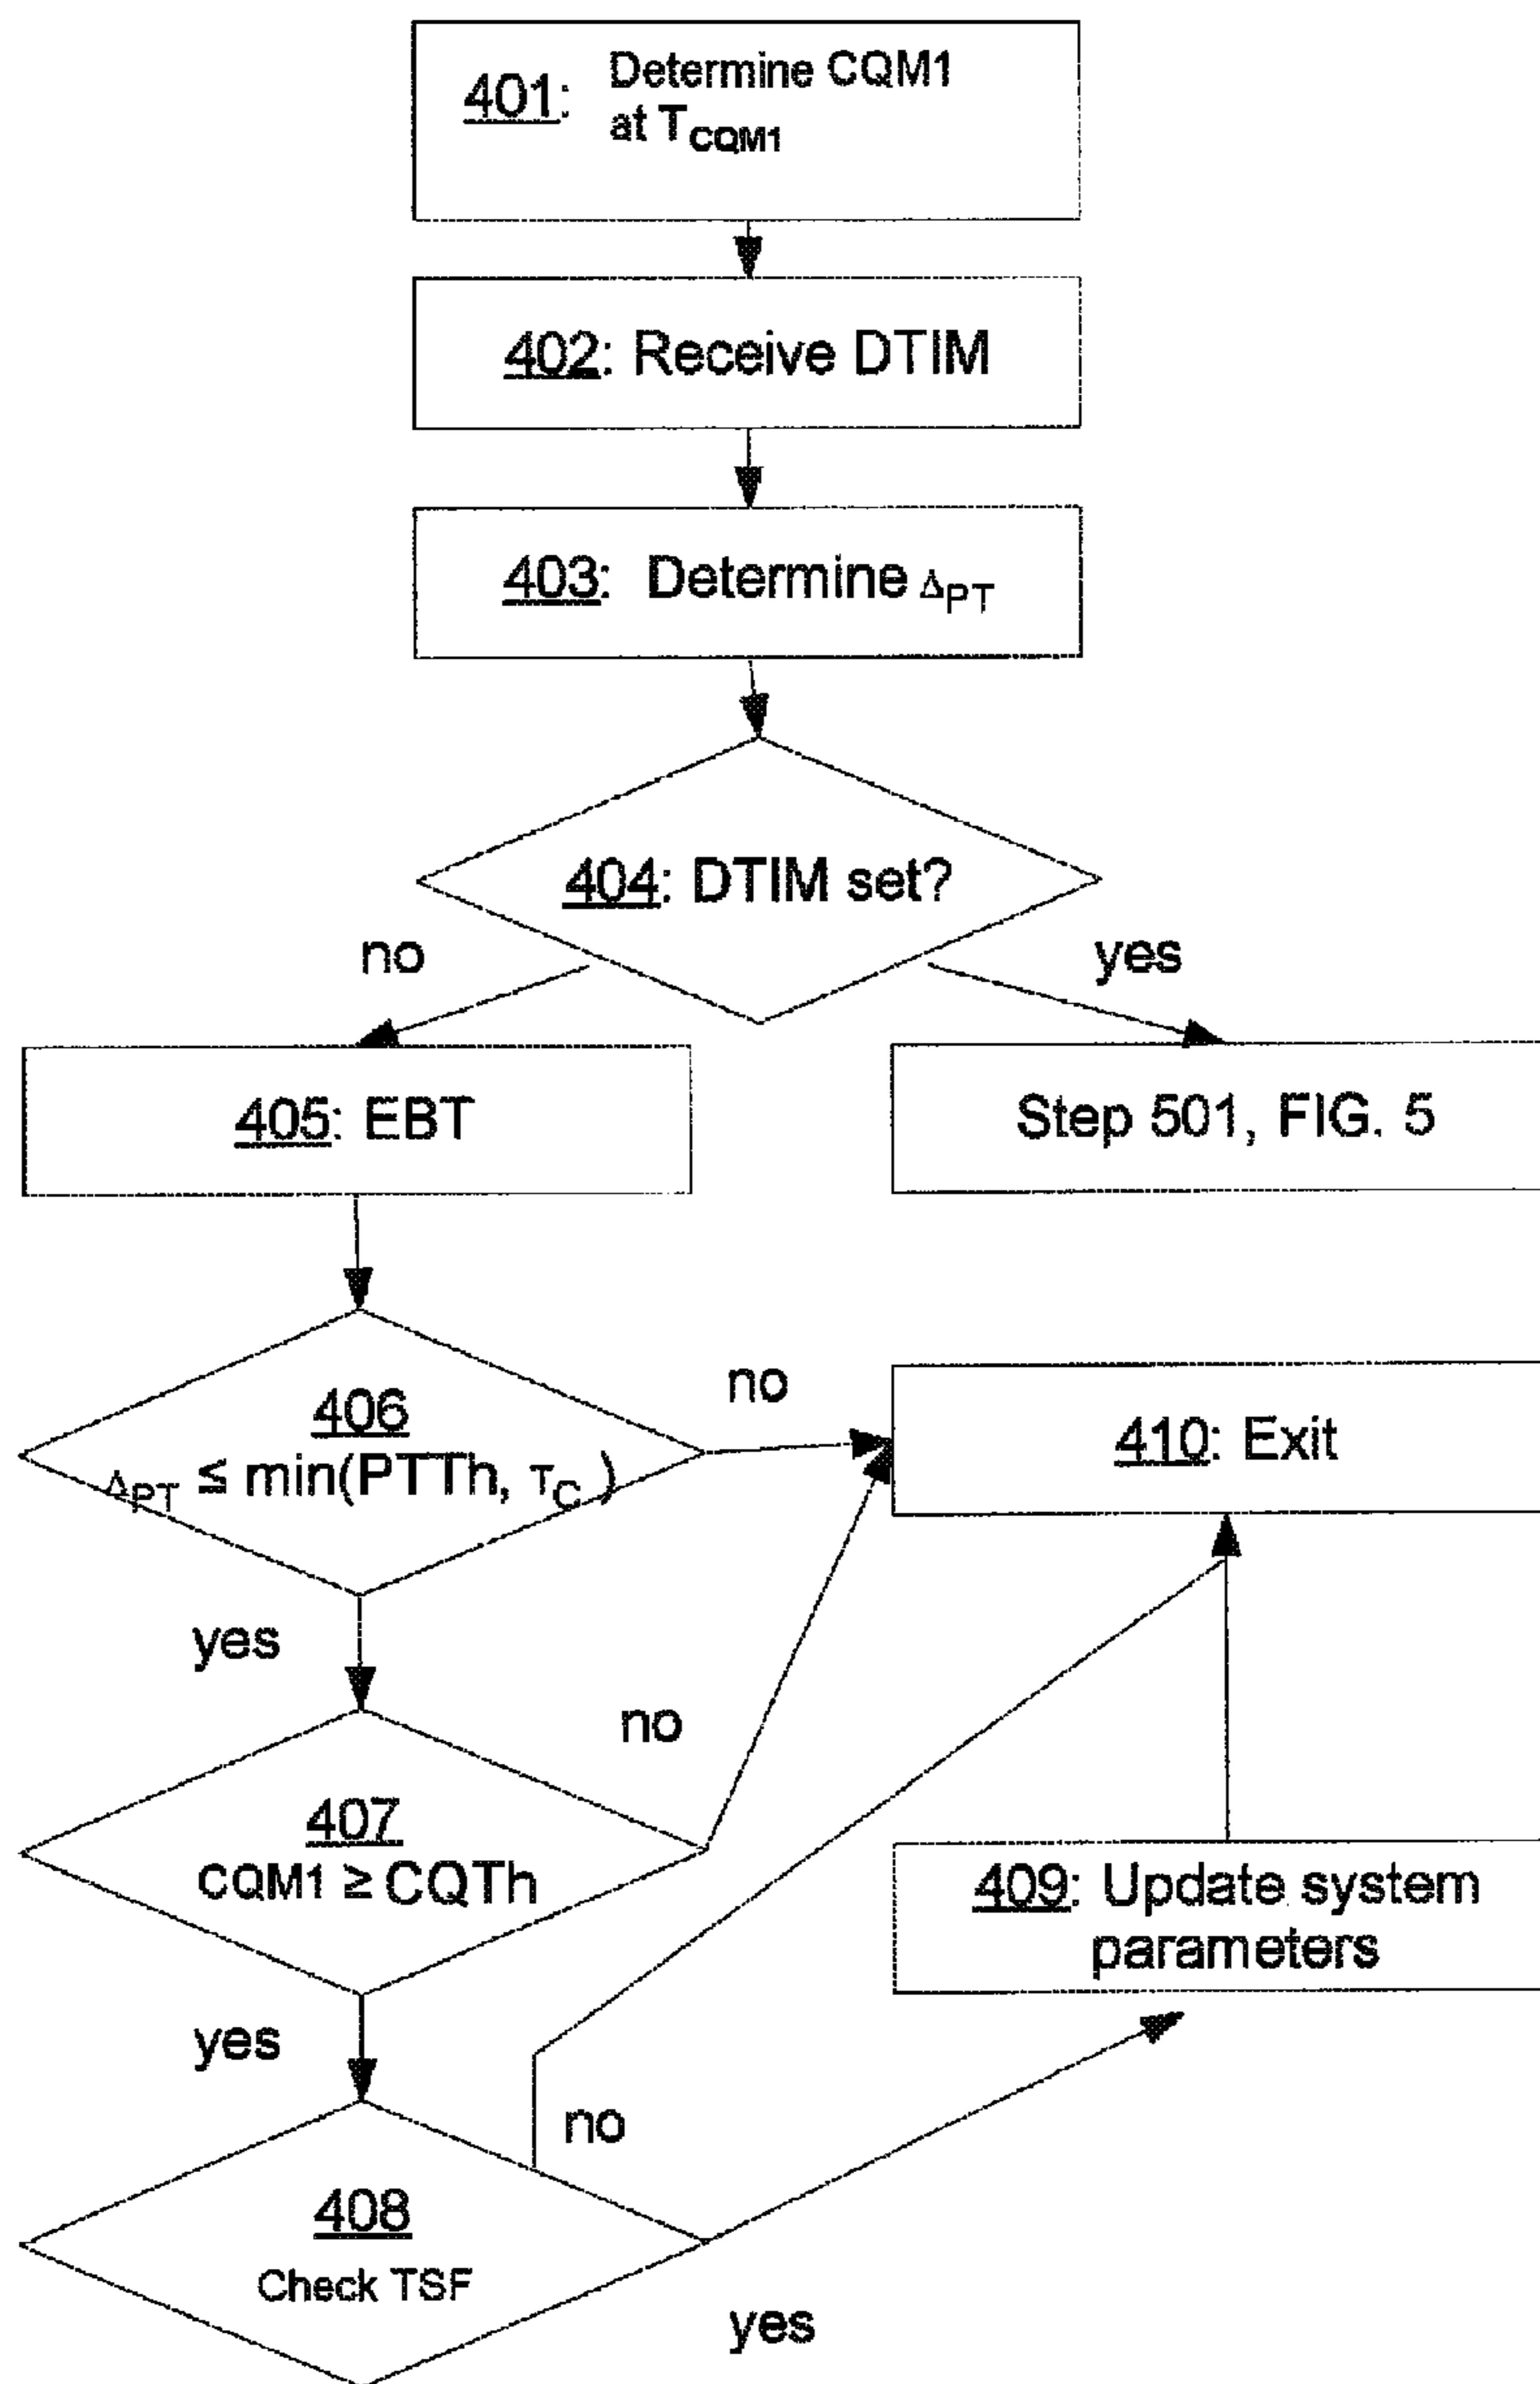 401: Determine CQM1
at TCQM1
402: Receive DTIM
403: Determine ΔPT
404: DTIM set?
no
yes
405: EBT
Step 501, FIG. 5
406
ΔPT ≤ min(PTTh, τC )
no
410: Exit
yes
no
407
CQM1 ≥ CQTh
409: Update system
parameters
yes
no
408
Check TSF
yes